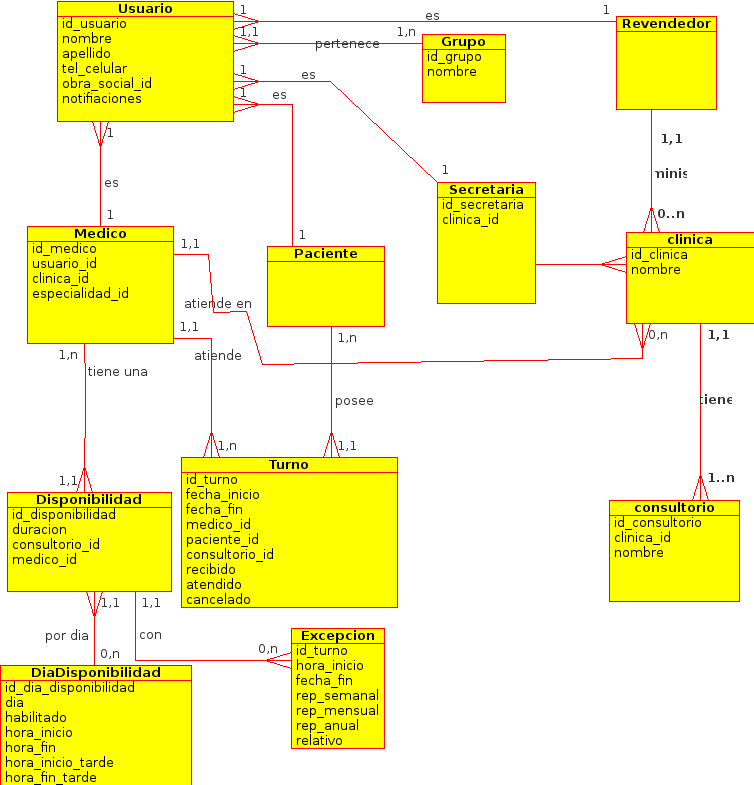 Usuario
id_usuario
nombre
apellido
tel_celular
obra_social_id
notifiaciones
1
es
1
Revendedor
1,1
pertenece
1,n
Grupo
id_grupo
nombre
1
es
1
Secretaria
id_secretaria
clinica_id
1
es
1
Paciente
1
es
1
Medico
id_medico
usuario_id
clinica_id
especialidad_id
1,1
minis
0..n
clinica
id_clinica
nombre
1,1
atiende en
0,n
1,1
atiende
1,n
1,n
posee
1,1
1,1
tiene
1..n
1,n
tiene una
1,1
Turno
id_turno
fecha_inicio
fecha_fin
medico_id
paciente_id
consultorio_id
recibido
atendido
cancelado
Disponibilidad
id_disponibilidad
duracion
consultorio_id
medico_id
consultorio
id_consultorio
clinica_id
nombre
1,1
por dia
0,n
1,1
con
0,n
Excepcion
id_turno
hora_inicio
fecha_fin
rep_semanal
rep_mensual
rep_anual
relativo
DiaDisponibilidad
id_dia_disponibilidad
dia
habilitado
hora_inicio
hora_fin
hora_inicio_tarde
hora_fin_tarde